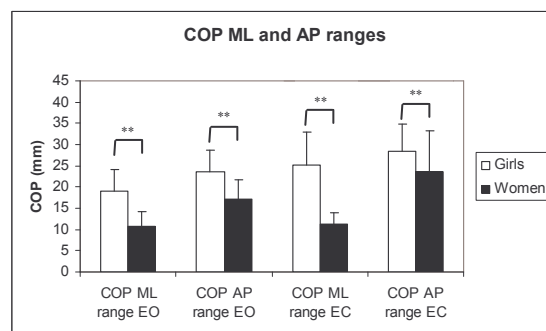 COP ML and AP ranges
COP (mm)
45
40
35
30
25
20
15
10
5
0
** ** ** **
COP ML range EO
COP AP range EO
COP ML range EC
COP AP range EC
Girls
Women